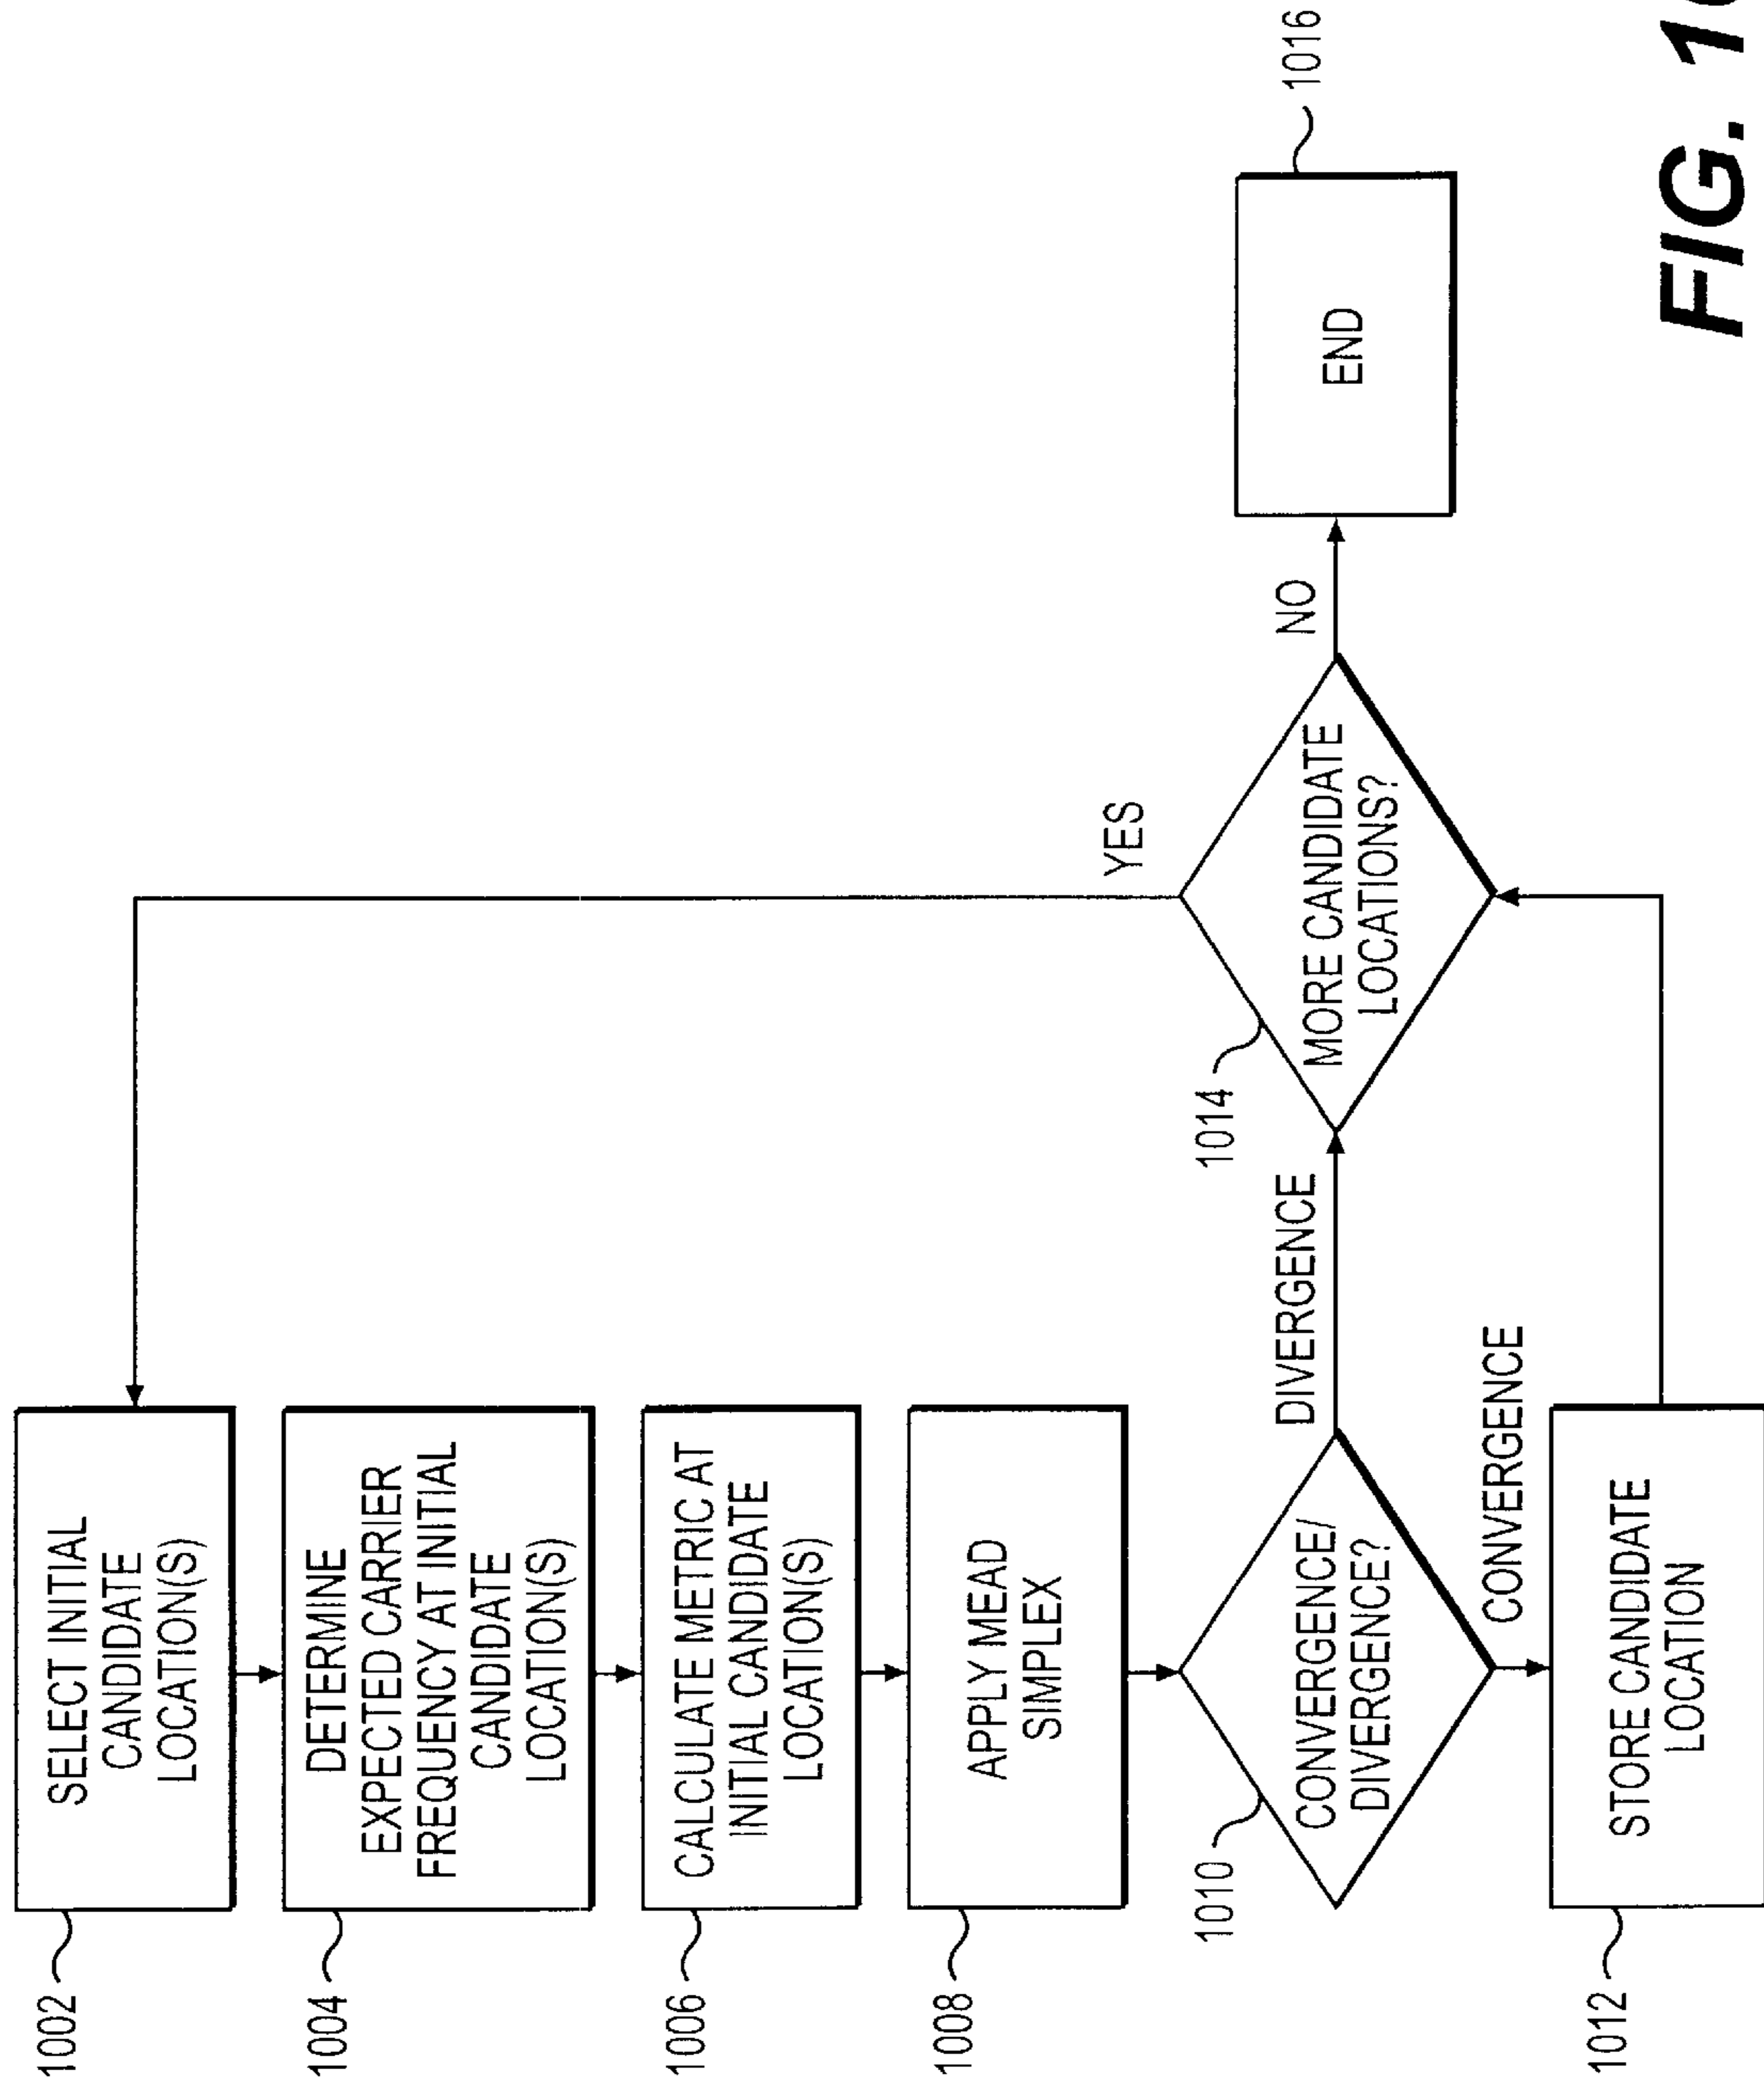 1002
SELECT INITIAL
CANDIDATE
LOCATION(S)
1004
DETERMINE
EXPECTED CARRIER
FREQUENCY AT INITIAL
CANDIDATE
LOCATION(S)
1006
CALCULATE METRIC AT
INITIAL CANDIDATE
LOCATION(S)
1008
APPLY MEAD
SIMPLEX
1010
CONVERGENCE/
DIVERGENCE?
DIVERGENCE
CONVERGENCE
1012
STORE CANDIDATE
LOCATION
1014
MORE CANDIDATE
LOCATIONS?
YES
NO
END
1016
FIG.